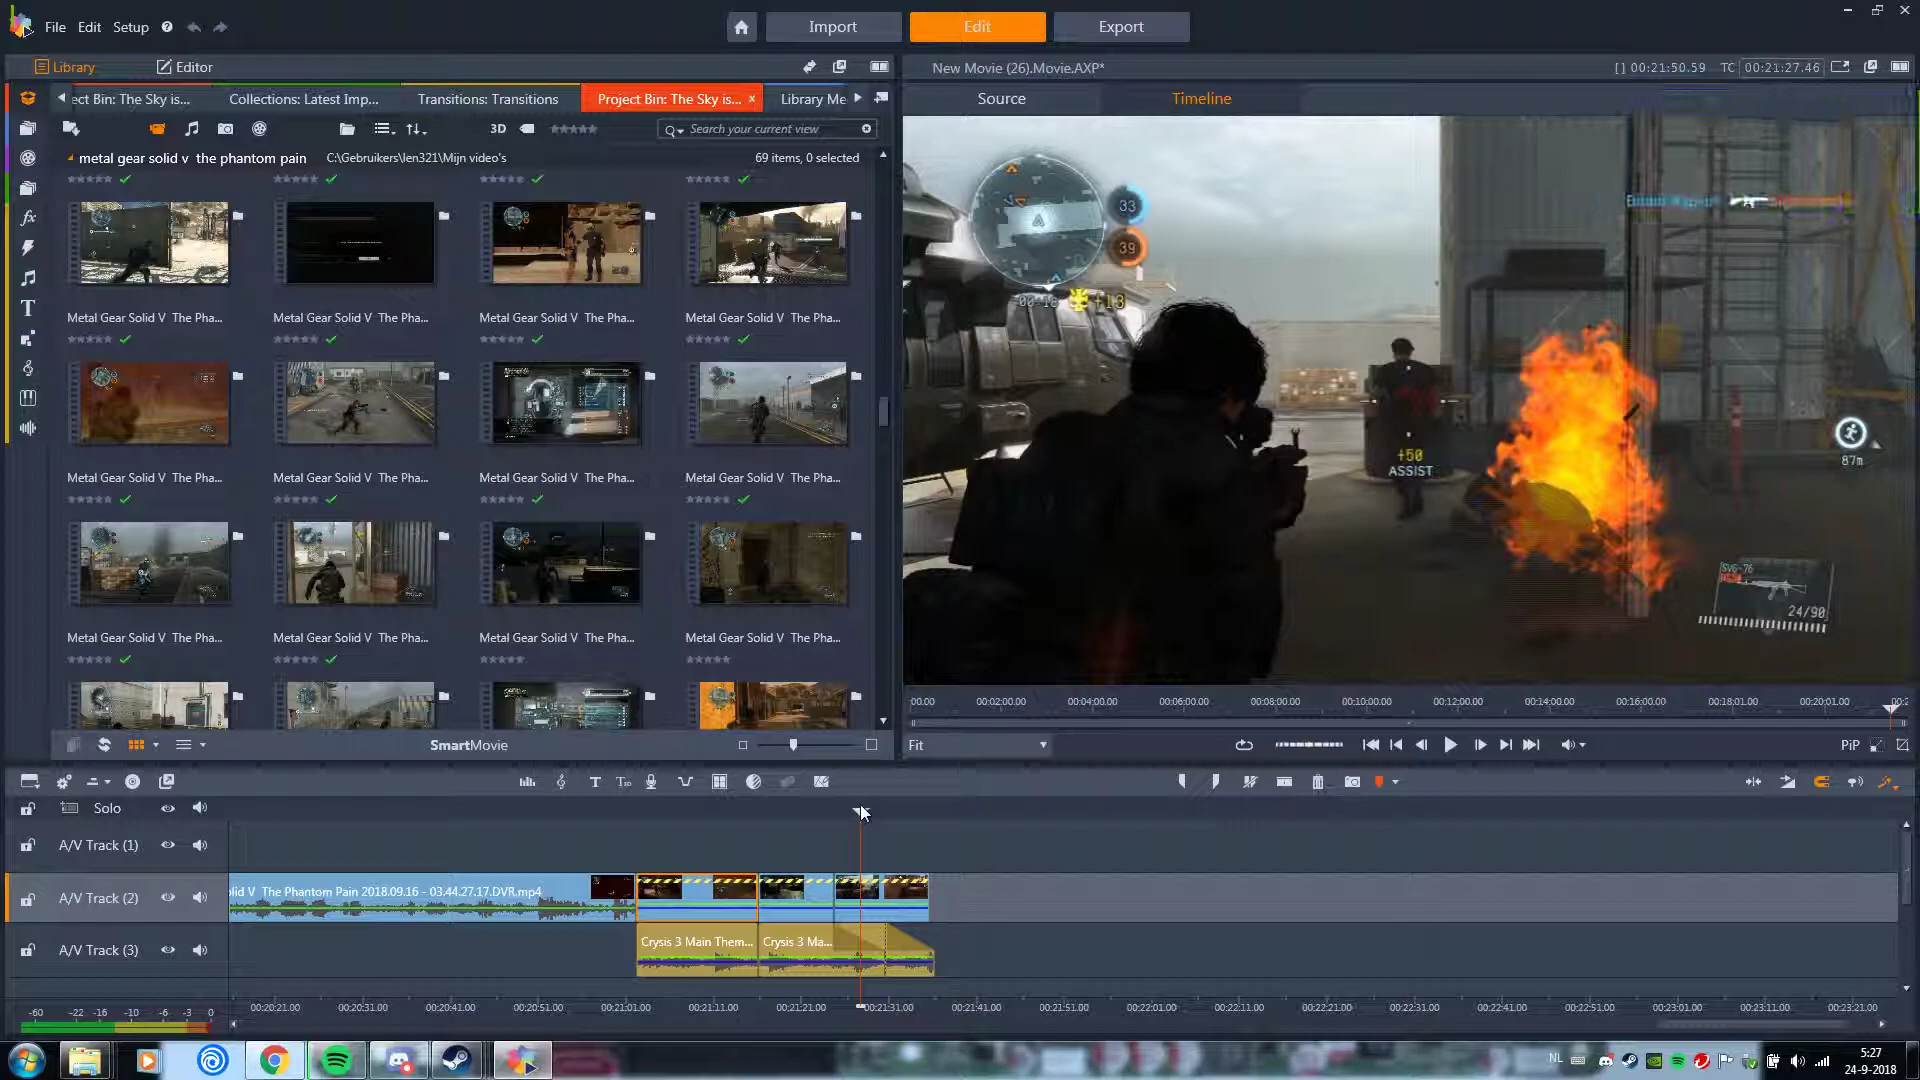 File Edit Setup
Import Edit Export
Library Editor
New Movie (26).Movie.AXP*
[] 00:21:50.59 TC 00:21:27.46
ect Bin: The Sky is... Collections: Latest Imp... Transitions: Transitions Project Bin: The Sky is... x Library Me
Source Timeline
3D Search your current view
metal gear solid v the phantom pain C:\Gebruikers\len321\Mijn video's 69 items, 0 selected
Metal Gear Solid V The Pha... Metal Gear Solid V The Pha... Metal Gear Solid V The Pha... Metal Gear Solid V The Pha...
Metal Gear Solid V The Pha... Metal Gear Solid V The Pha... Metal Gear Solid V The Pha... Metal Gear Solid V The Pha...
Metal Gear Solid V The Pha... Metal Gear Solid V The Pha... Metal Gear Solid V The Pha... Metal Gear Solid V The Pha...
33
39
+13
+50
ASSIST
87m
SVG-76
24/90
00.00 00:02:00.00 00:04:00.00 00:06:00.00 00:08:00.00 00:10:00.00 00:12:00.00 00:14:00.00 00:16:00.00 00:18:01.00 00:20:01.00
SmartMovie
Fit
PiP
Solo
A/V Track (1)
A/V Track (2)
lid V The Phantom Pain 2018.09.16 - 03.44.27.17.DVR.mp4
A/V Track (3)
Crysis 3 Main Them... Crysis 3 Ma...
-60 -22 -16 -10 -6 -3 0
00:20:21.00 00:20:31.00 00:20:41.00 00:20:51.00 00:21:01.00 00:21:11.00 00:21:21.00 00:21:31.00 00:21:41.00 00:21:51.00 00:22:01.00 00:22:11.00 00:22:21.00 00:22:31.00 00:22:41.00 00:22:51.00 00:23:01.00 00:23:11.00 00:23:21.00
NL
5:27
24-9-2018